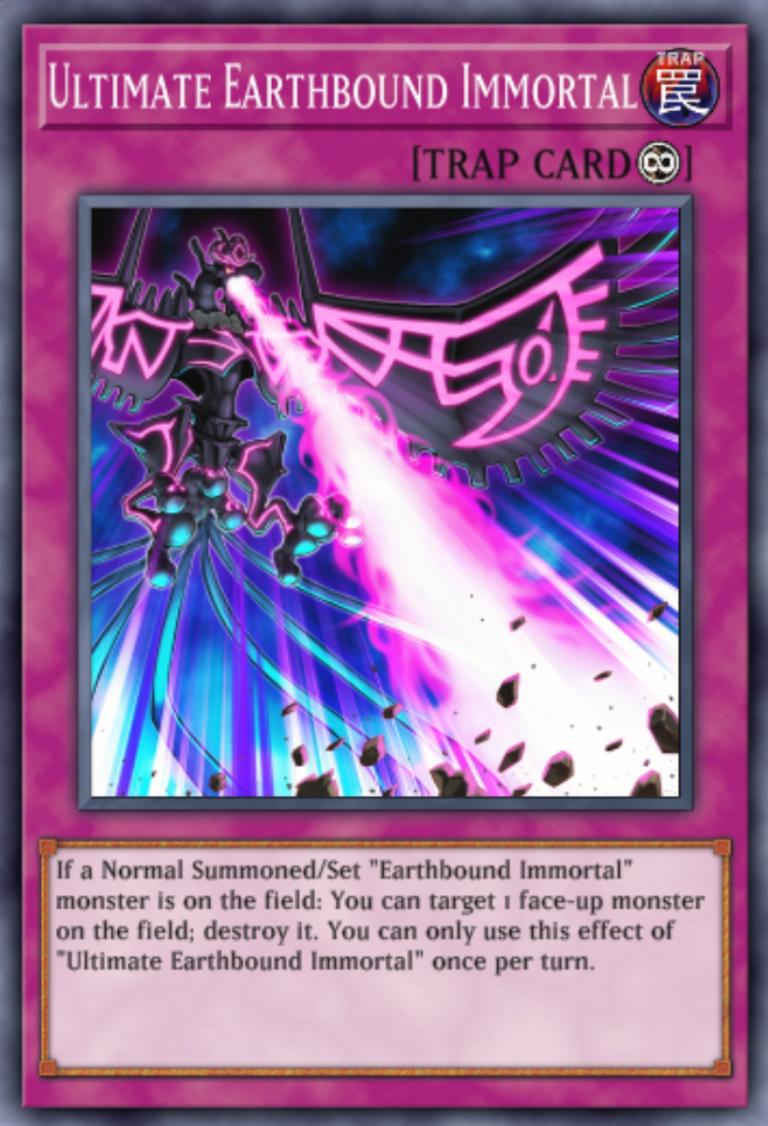 ULTIMATE EARTHBOUND IMMORTAL
TRAP
罠
[TRAP CARD]
If a Normal Summoned/Set "Earthbound Immortal"
monster is on the field: You can target 1 face-up monster
on the field; destroy it. You can only use this effect of
"Ultimate Earthbound Immortal" once per turn.